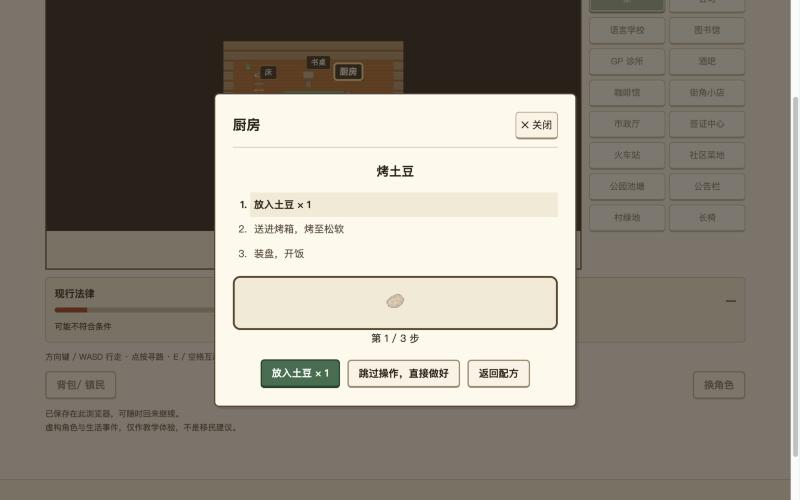 公司
语言学校
图书馆
GP 诊所
酒吧
咖啡馆
街角小店
市政厅
签证中心
火车站
社区菜地
公园池塘
公告栏
村绿地
长椅
书桌
床
厨房
厨房
× 关闭
烤土豆
1. 放入土豆 × 1
2. 送进烤箱，烤至松软
3. 装盘，开饭
第 1 / 3 步
放入土豆 × 1
跳过操作，直接做好
返回配方
现行法律
可能不符合条件
方向键 / WASD 行走 · 点按寻路 · E / 空格互
背包/ 镇民
换角色
已保存在此浏览器，可随时回来继续。
虚构角色与生活事件，仅作教学体验，不是移民建议。